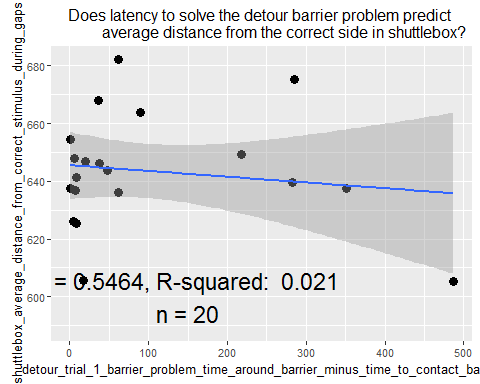 Does latency to solve the detour barrier problem predict
average distance from the correct side in shuttlebox?
shuttlebox_average_distance_from_correct_stimulus_during_gaps
680
660
640
620
600
= 0.5464, R-squared: 0.021
n = 20
0
100
200
300
400
500
detour_trial_1_barrier_problem_time_around_barrier_minus_time_to_contact_ba